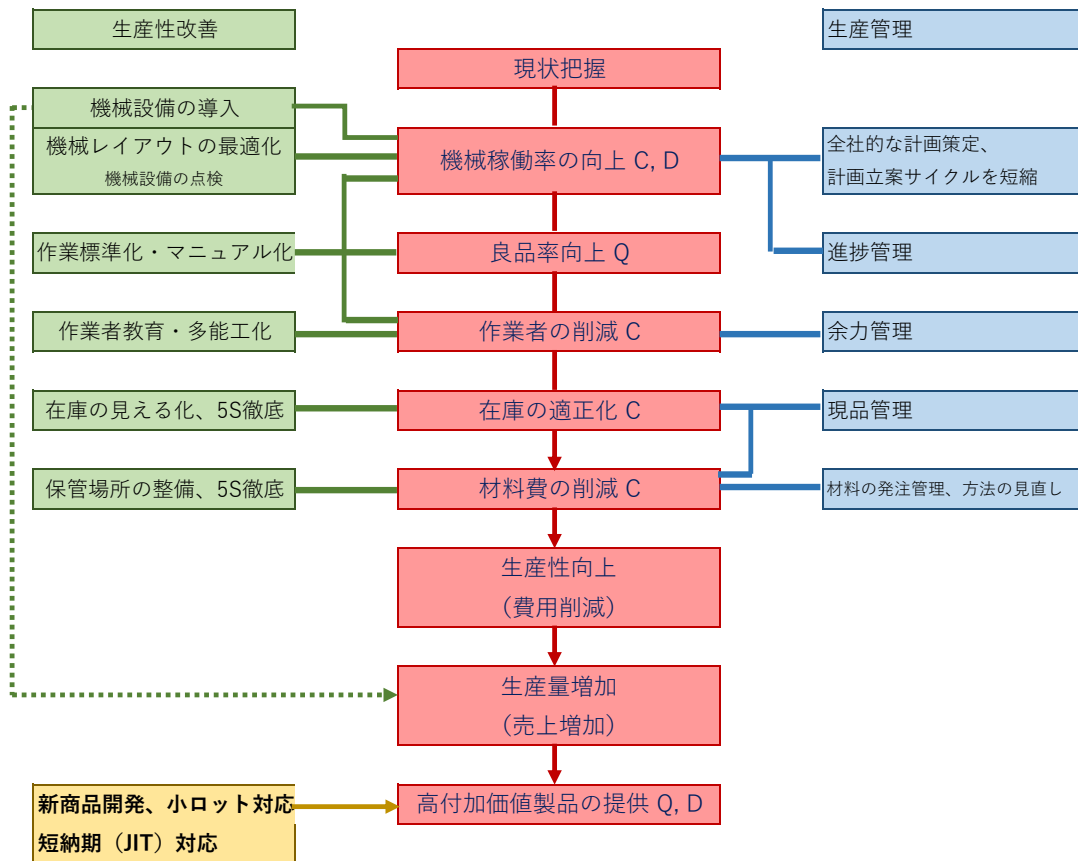 生産性改善
生産管理
現状把握
機械設備の導入
機械レイアウトの最適化
機械設備の点検
機械稼働率の向上 C, D
全社的な計画策定、
計画立案サイクルを短縮
作業標準化・マニュアル化
良品率向上 Q
進捗管理
作業者教育・多能工化
作業者の削減 C
余力管理
在庫の見える化、5S徹底
在庫の適正化 C
現品管理
保管場所の整備、5S徹底
材料費の削減 C
材料の発注管理、方法の見直し
生産性向上
（費用削減）
生産量増加
（売上増加）
新商品開発、小ロット対応
短納期（JIT）対応
高付加価値製品の提供 Q, D